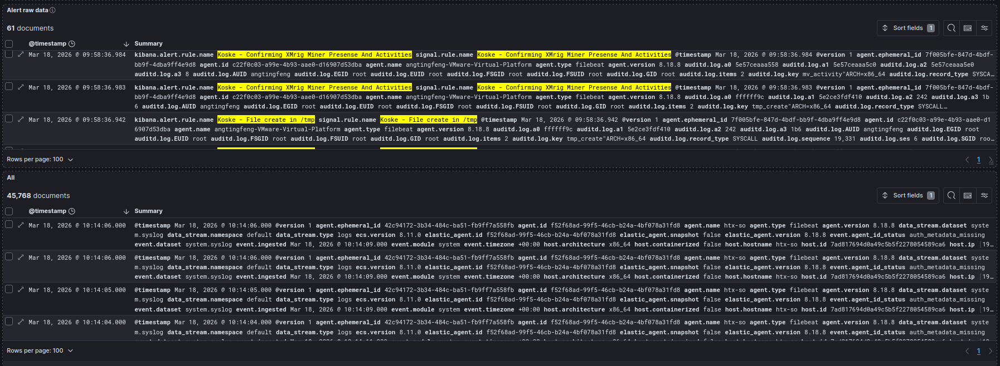 Alert raw data
61 documents
Sort fields 1
@timestamp Summary
Mar 18, 2026 @ 09:58:36.984 kibana.alert.rule.name Koske - Confirming XMrig Miner Presense And Activities signal.rule.name Koske - Confirming XMrig Miner Presense And Activities @timestamp Mar 18, 2026 @ 09:58:36.984 @version 1 agent.ephemeral_id 7f005bfe-847d-4bdf-
bb9f-4dba9ff4e9d8 agent.id c22f0c03-a99e-4b93-aae0-d16907d53dba agent.name angtingfeng-VMware-Virtual-Platform agent.type filebeat agent.version 8.18.8 auditd.log.a0 5e57ceaaa558 auditd.log.a1 5e57ceaaa5c0 auditd.log.a2 5e57ceaaa5e0
auditd.log.a3 8 auditd.log.AUID angtingfeng auditd.log.EGID root auditd.log.EUID root auditd.log.FSGID root auditd.log.FSUID root auditd.log.GID root auditd.log.items 2 auditd.log.key mv_activity"ARCH=x86_64 auditd.log.record_type SYSCA…
Mar 18, 2026 @ 09:58:36.983 kibana.alert.rule.name Koske - Confirming XMrig Miner Presense And Activities signal.rule.name Koske - Confirming XMrig Miner Presense And Activities @timestamp Mar 18, 2026 @ 09:58:36.983 @version 1 agent.ephemeral_id 7f005bfe-847d-4bdf-
bb9f-4dba9ff4e9d8 agent.id c22f0c03-a99e-4b93-aae0-d16907d53dba agent.name angtingfeng-VMware-Virtual-Platform agent.type filebeat agent.version 8.18.8 auditd.log.a0 ffffff9c auditd.log.a1 5e2ce3fdf410 auditd.log.a2 242 auditd.log.a3 1b
6 auditd.log.AUID angtingfeng auditd.log.EGID root auditd.log.EUID root auditd.log.FSGID root auditd.log.FSUID root auditd.log.GID root auditd.log.items 2 auditd.log.key tmp_create"ARCH=x86_64 auditd.log.record_type SYSCALL…
Mar 18, 2026 @ 09:58:36.942 kibana.alert.rule.name Koske - File create in /tmp signal.rule.name Koske - File create in /tmp @timestamp Mar 18, 2026 @ 09:58:36.942 @version 1 agent.ephemeral_id 7f005bfe-847d-4bdf-bb9f-4dba9ff4e9d8 agent.id c22f0c03-a99e-4b93-aae0-d1
6907d53dba agent.name angtingfeng-VMware-Virtual-Platform agent.type filebeat agent.version 8.18.8 auditd.log.a0 ffffff9c auditd.log.a1 5e2ce3fdf410 auditd.log.a2 242 auditd.log.a3 1b6 auditd.log.AUID angtingfeng auditd.log.EGID root
auditd.log.EUID root auditd.log.FSGID root auditd.log.FSUID root auditd.log.GID root auditd.log.items 2 auditd.log.key tmp_create"ARCH=x86_64 auditd.log.record_type SYSCALL auditd.log.sequence 19,331 auditd.log.ses 6 auditd.log.SGID roo…
Rows per page: 100 1
All
45,768 documents
Sort fields 1
@timestamp Summary
Mar 18, 2026 @ 10:14:06.000 @timestamp Mar 18, 2026 @ 10:14:06.000 @version 1 agent.ephemeral_id 42c94172-3b34-484c-ba51-fb9ff7a558fb agent.id f52f68ad-99f5-46cb-b24a-4bf078a31fd8 agent.name htx-so agent.type filebeat agent.version 8.18.8 data_stream.dataset syste
m.syslog data_stream.namespace default data_stream.type logs ecs.version 8.11.0 elastic_agent.id f52f68ad-99f5-46cb-b24a-4bf078a31fd8 elastic_agent.snapshot false elastic_agent.version 8.18.8 event.agent_id_status auth_metadata_missing
event.dataset system.syslog event.ingested Mar 18, 2026 @ 10:14:09.000 event.module system event.timezone +00:00 host.architecture x86_64 host.containerized false host.hostname htx-so host.id 7ad817694d0a49c5b5f2278054589ca6 host.ip [19…
Mar 18, 2026 @ 10:14:06.000 @timestamp Mar 18, 2026 @ 10:14:06.000 @version 1 agent.ephemeral_id 42c94172-3b34-484c-ba51-fb9ff7a558fb agent.id f52f68ad-99f5-46cb-b24a-4bf078a31fd8 agent.name htx-so agent.type filebeat agent.version 8.18.8 data_stream.dataset syste
m.syslog data_stream.namespace default data_stream.type logs ecs.version 8.11.0 elastic_agent.id f52f68ad-99f5-46cb-b24a-4bf078a31fd8 elastic_agent.snapshot false elastic_agent.version 8.18.8 event.agent_id_status auth_metadata_missing
event.dataset system.syslog event.ingested Mar 18, 2026 @ 10:14:09.000 event.module system event.timezone +00:00 host.architecture x86_64 host.containerized false host.hostname htx-so host.id 7ad817694d0a49c5b5f2278054589ca6 host.ip [19…
Mar 18, 2026 @ 10:14:05.000 @timestamp Mar 18, 2026 @ 10:14:05.000 @version 1 agent.ephemeral_id 42c94172-3b34-484c-ba51-fb9ff7a558fb agent.id f52f68ad-99f5-46cb-b24a-4bf078a31fd8 agent.name htx-so agent.type filebeat agent.version 8.18.8 data_stream.dataset syste
m.syslog data_stream.namespace default data_stream.type logs ecs.version 8.11.0 elastic_agent.id f52f68ad-99f5-46cb-b24a-4bf078a31fd8 elastic_agent.snapshot false elastic_agent.version 8.18.8 event.agent_id_status auth_metadata_missing
event.dataset system.syslog event.ingested Mar 18, 2026 @ 10:14:09.000 event.module system event.timezone +00:00 host.architecture x86_64 host.containerized false host.hostname htx-so host.id 7ad817694d0a49c5b5f2278054589ca6 host.ip [19…
Mar 18, 2026 @ 10:14:04.000 @timestamp Mar 18, 2026 @ 10:14:04.000 @version 1 agent.ephemeral_id 42c94172-3b34-484c-ba51-fb9ff7a558fb agent.id f52f68ad-99f5-46cb-b24a-4bf078a31fd8 agent.name htx-so agent.type filebeat agent.version 8.18.8 data_stream.dataset syste
m.syslog data_stream.namespace default data_stream.type logs ecs.version 8.11.0 elastic_agent.id f52f68ad-99f5-46cb-b24a-4bf078a31fd8 elastic_agent.snapshot false elastic_agent.version 8.18.8 event.agent_id_status auth_metadata_missing
Rows per page: 100 1